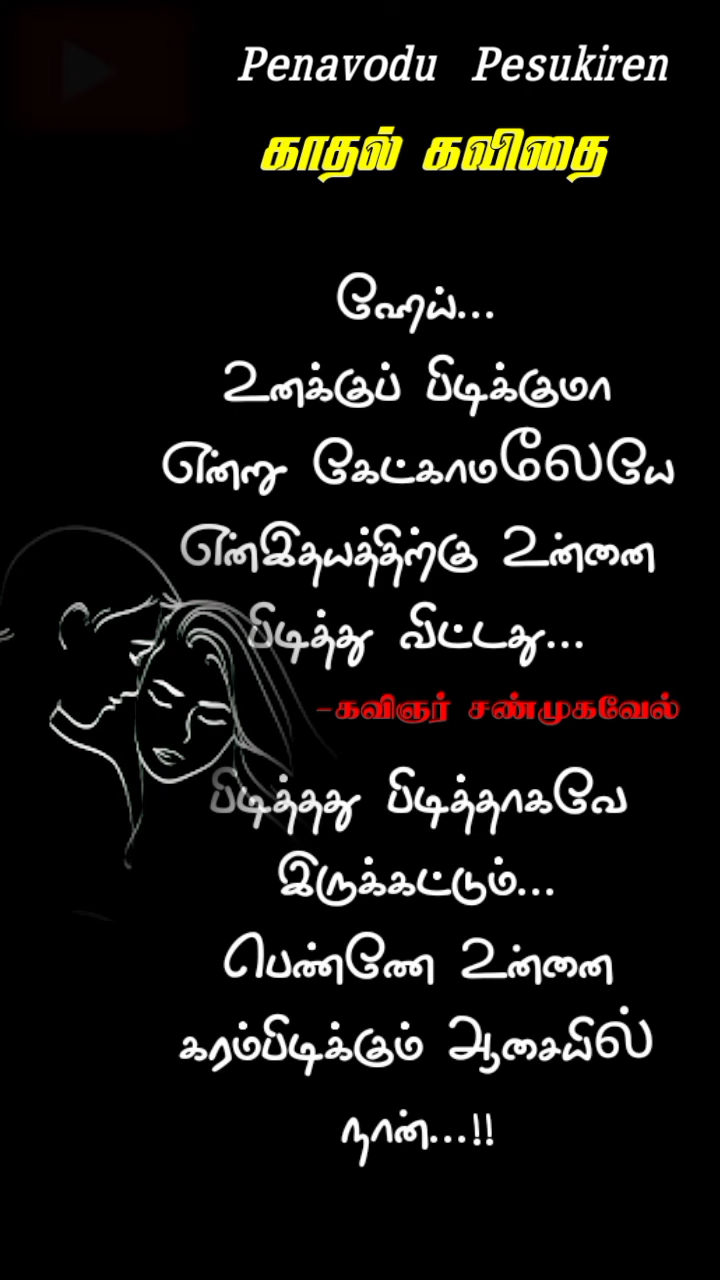 Penavodu Pesukiren
காதல் கவிதை
ஹேய்...
உனக்குப் பிடிக்குமா
என்று கேட்காமலேயே
என்இதயத்திற்கு உன்னை
பிடித்து விட்டது...
-கவிஞர் சண்முகவேல்
பிடித்தது பிடித்தாகவே
இருக்கட்டும்...
பெண்ணே உன்னை
கரம்பிடிக்கும் ஆசையில்
நான்...!!